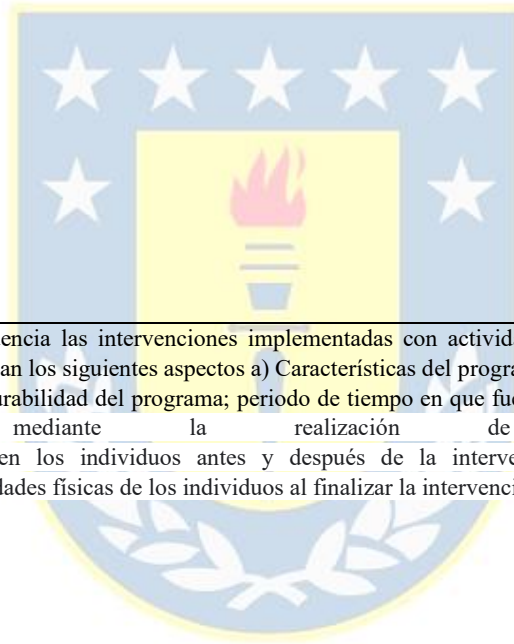 encia las intervenciones implementadas con activida
an los siguientes aspectos a) Características del progra
urabilidad del programa; periodo de tiempo en que fue
mediante la realización de
en los individuos antes y después de la interve
dades físicas de los individuos al finalizar la intervenci